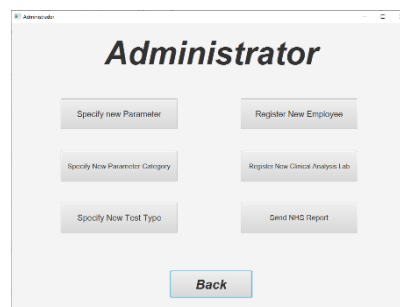 Administrator
Administrator
Specify new Parameter
Register New Employee
Specify New Parameter Category
Register New Clinical Analysis Lab
Specify New Test Type
Send NHS Report
Back